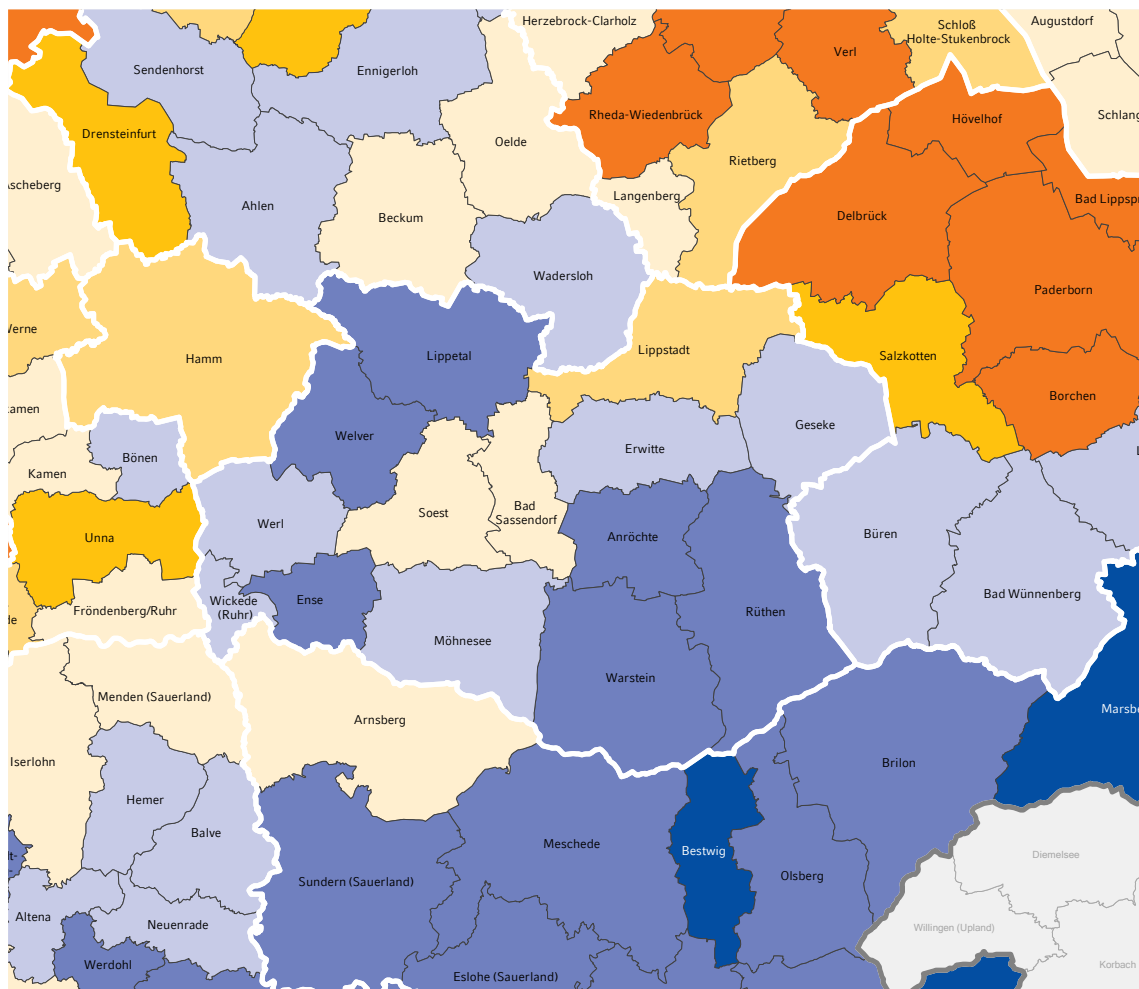 Herzebrock-Clarholz
Augustdorf
Schloß
Holte-Stukenbrock
Verl
Sendenhorst
Ennigerloh
Rheda-Wiedenbrück
Hövelhof
Drensteinfurt
Oelde
Rietberg
Langenberg
Ahlen
Beckum
Delbrück
Wadersloh
Paderborn
Hamm
Lippetal
Lippstadt
Salzkotten
Borchen
Welver
Geseke
Erwitte
Bönen
Kamen
Soest
Bad
Sassendorf
Werl
Unna
Anröchte
Büren
Bad Wünnenberg
Wickede
(Ruhr)
Ense
Fröndenberg/Ruhr
Rüthen
Möhnesee
Warstein
Menden (Sauerland)
Arnsberg
Iserlohn
Brilon
Hemer
Balve
Meschede
Bestwig
Diemelsee
Sundern (Sauerland)
Olsberg
Altena
Neuenrade
Willingen (Upland)
Werdohl
Korbach
Eslohe (Sauerland)